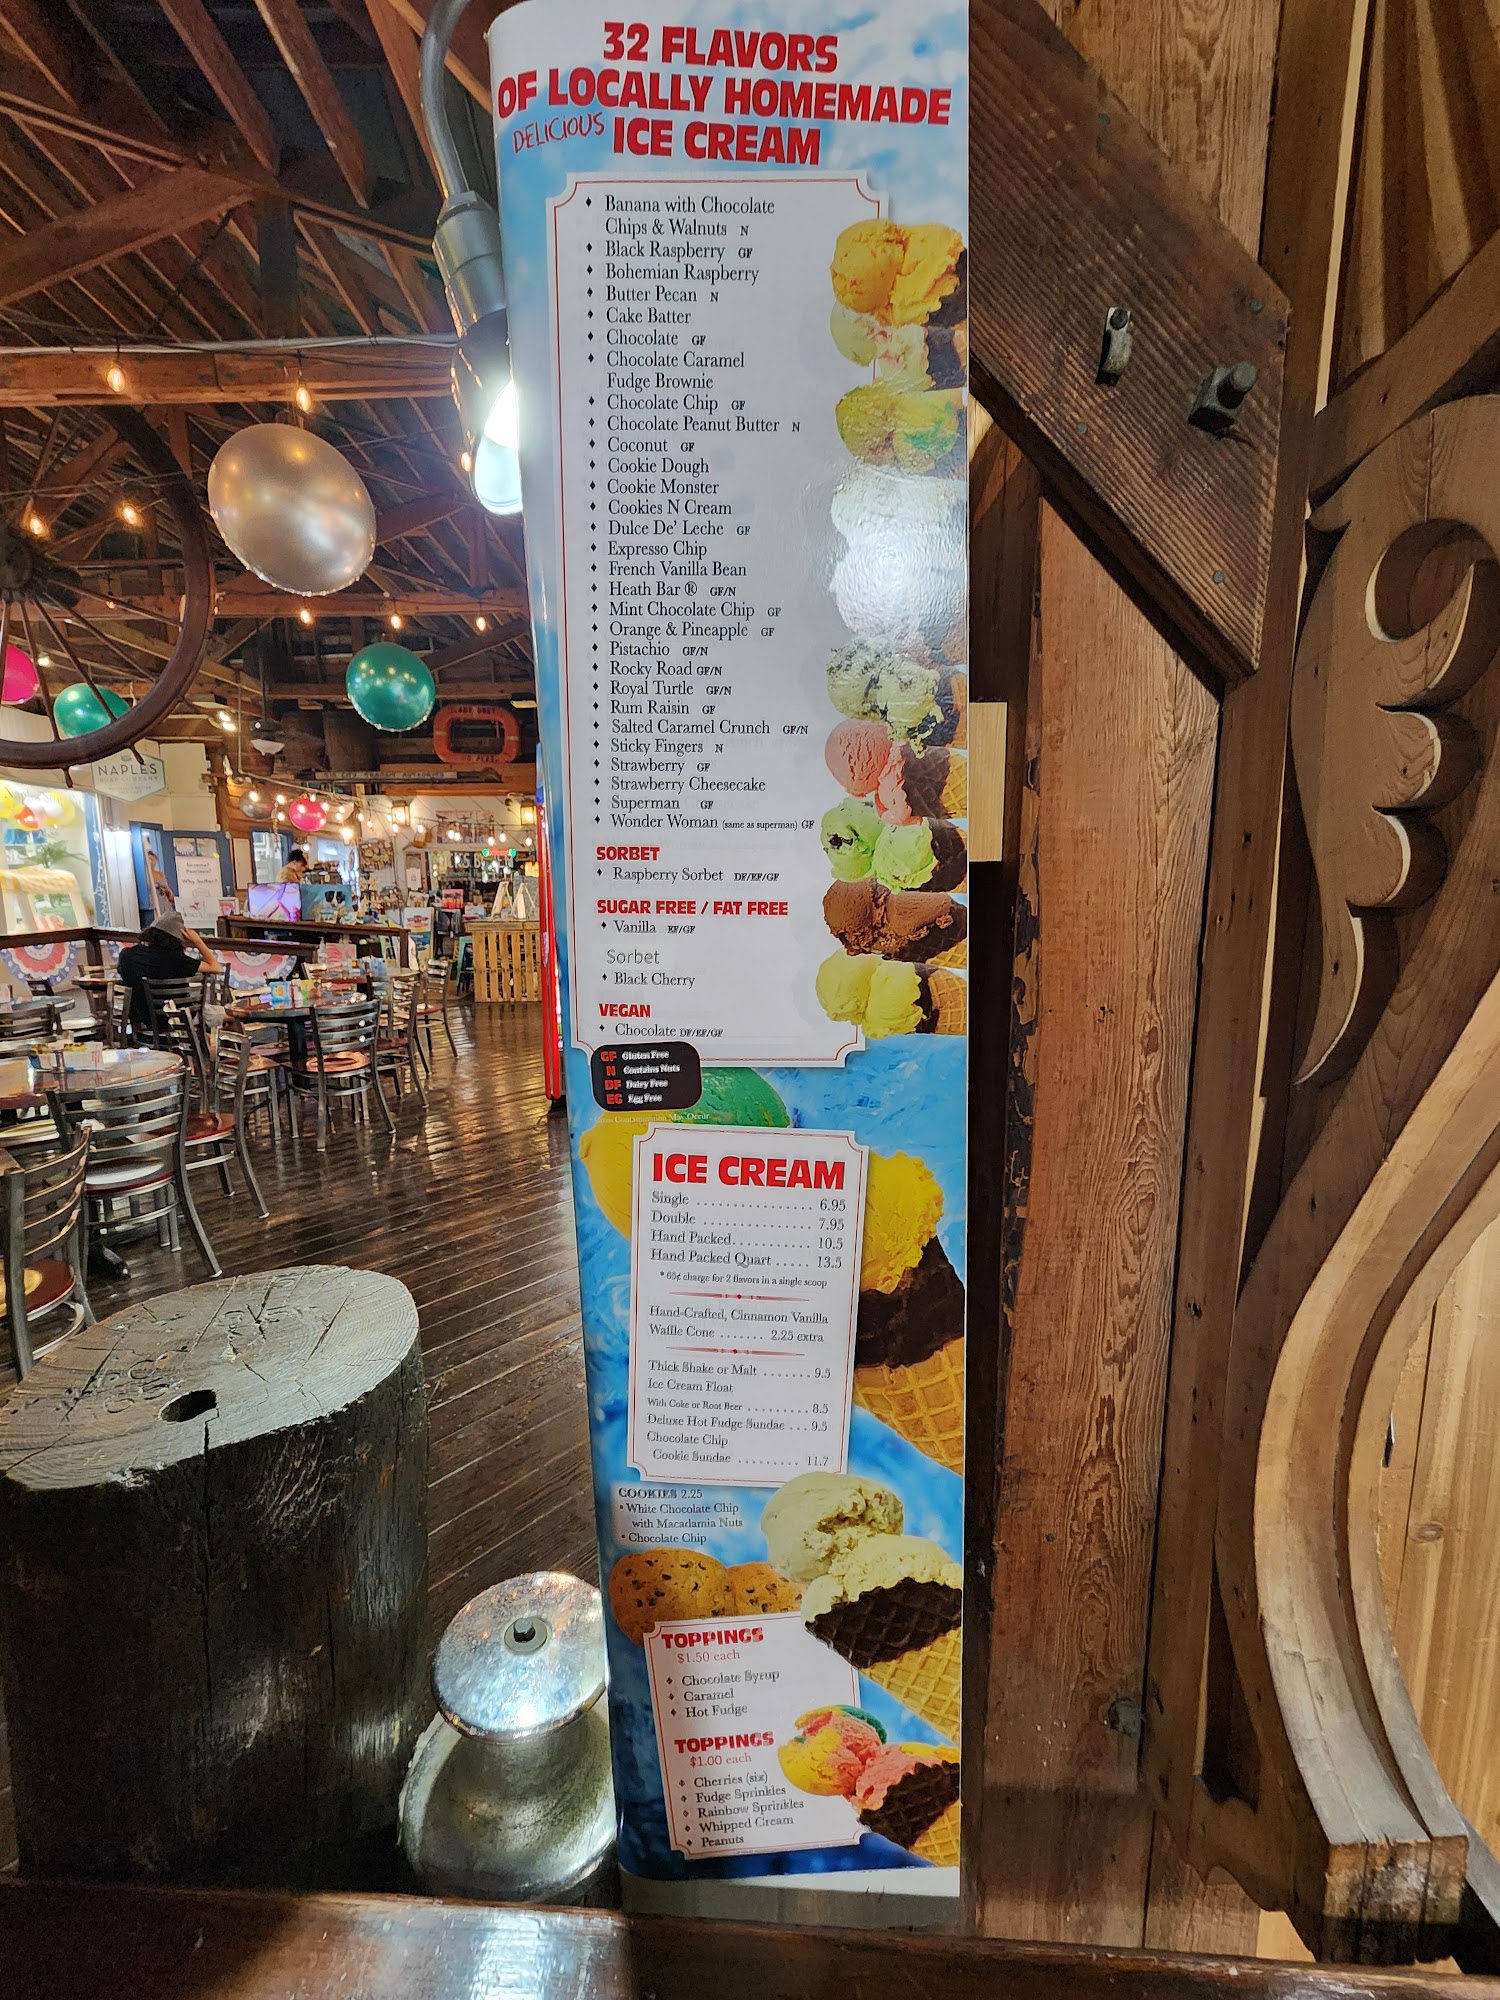 32 FLAVORS
OF LOCALLY HOMEMADE
DELICIOUS ICE CREAM
♦ Banana with Chocolate
Chips & Walnuts N
♦ Black Raspberry GF
♦ Bohemian Raspberry
♦ Butter Pecan N
♦ Cake Batter
♦ Chocolate GF
♦ Chocolate Caramel
Fudge Brownie
♦ Chocolate Chip GF
♦ Chocolate Peanut Butter N
♦ Coconut GF
♦ Cookie Dough
♦ Cookie Monster
♦ Cookies N Cream
♦ Dulce De' Leche GF
♦ Expresso Chip
♦ French Vanilla Bean
♦ Heath Bar ® GF/N
♦ Mint Chocolate Chip GF
♦ Orange & Pineapple GF
♦ Pistachio GF/N
♦ Rocky Road GF/N
♦ Royal Turtle GF/N
♦ Rum Raisin GF
♦ Salted Caramel Crunch GF/N
♦ Sticky Fingers N
♦ Strawberry GF
♦ Strawberry Cheesecake
♦ Superman GF
♦ Wonder Woman (same as superman) GF
SORBET
♦ Raspberry Sorbet DF/EF/GF
SUGAR FREE / FAT FREE
♦ Vanilla EF/GF
Sorbet
♦ Black Cherry
VEGAN
♦ Chocolate DF/EF/GF
GF Gluten Free
N Contains Nuts
DF Dairy Free
EG Egg Free
Contamination May Occur
ICE CREAM
Single ................ 6.95
Double ............... 7.95
Hand Packed........... 10.5
Hand Packed Quart ..... 13.5
* 65¢ charge for 2 flavors in a single scoop
Hand-Crafted, Cinnamon Vanilla
Waffle Cone ....... 2.25 extra
Thick Shake or Malt ....... 9.5
Ice Cream Float
With Coke or Root Beer ......... 8.5
Deluxe Hot Fudge Sundae ... 9.5
Chocolate Chip
Cookie Sundae ......... 11.7
COOKIES 2.25
• White Chocolate Chip
with Macadamia Nuts
• Chocolate Chip
TOPPINGS
$1.50 each
♦ Chocolate Syrup
♦ Caramel
♦ Hot Fudge
TOPPINGS
$1.00 each
♦ Cherries (six)
♦ Fudge Sprinkles
♦ Rainbow Sprinkles
♦ Whipped Cream
♦ Peanuts
NAPLES